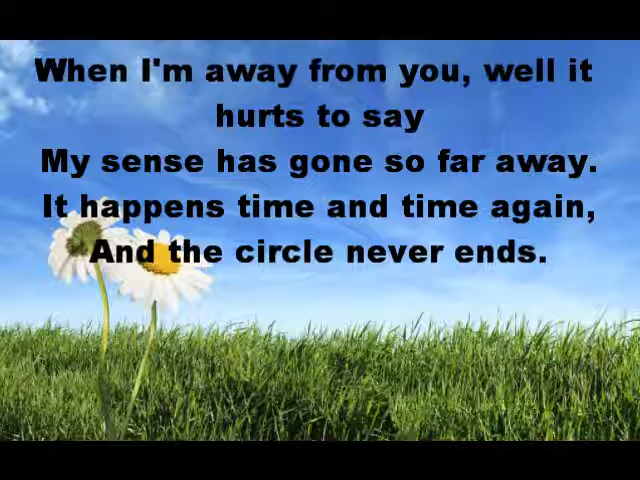 When I'm away from you, well it
hurts to say
My sense has gone so far away.
It happens time and time again,
And the circle never ends.